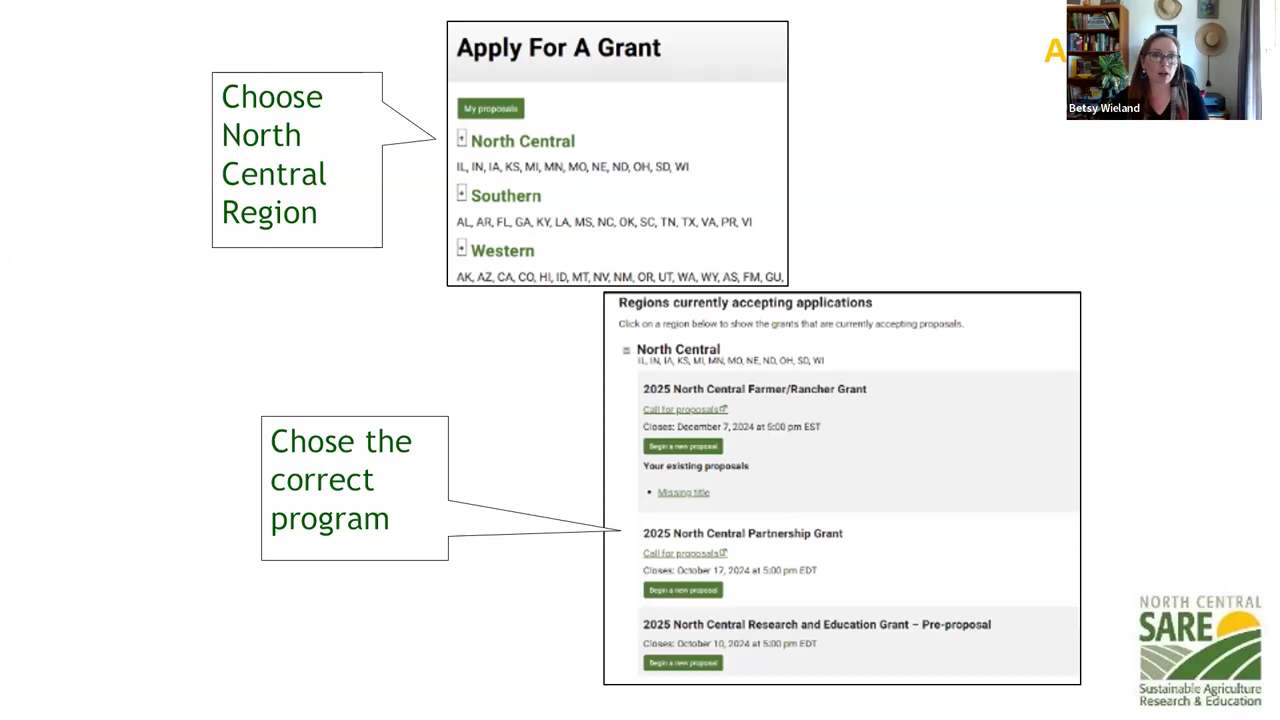 Choose
North
Central
Region
Apply For A Grant
My proposals
North Central
IL, IN, IA, KS, MI, MN, MO, NE, ND, OH, SD, WI
Southern
AL, AR, FL, GA, KY, LA, MS, NC, OK, SC, TN, TX, VA, PR, VI
Western
AK, AZ, CA, CO, HI, ID, MT, NV, NM, OR, UT, WA, WY, AS, FM, GU,
A
Betsy Wieland
Chose the
correct
program
Regions currently accepting applications
Click on a region below to show the grants that are currently accepting proposals.
North Central
IL, IN, IA, KS, MI, MN, MO, NE, ND, OH, SD, WI
2025 North Central Farmer/Rancher Grant
Call for proposals
Closes: December 7, 2024 at 5:00 pm EST
Begin a new proposal
Your existing proposals
• Missing title
2025 North Central Partnership Grant
Call for proposals
Closes: October 17, 2024 at 5:00 pm EDT
Begin a new proposal
2025 North Central Research and Education Grant – Pre-proposal
Closes: October 10, 2024 at 5:00 pm EDT
Begin a new proposal
NORTH CENTRAL
SARE
Sustainable Agriculture
Research & Education